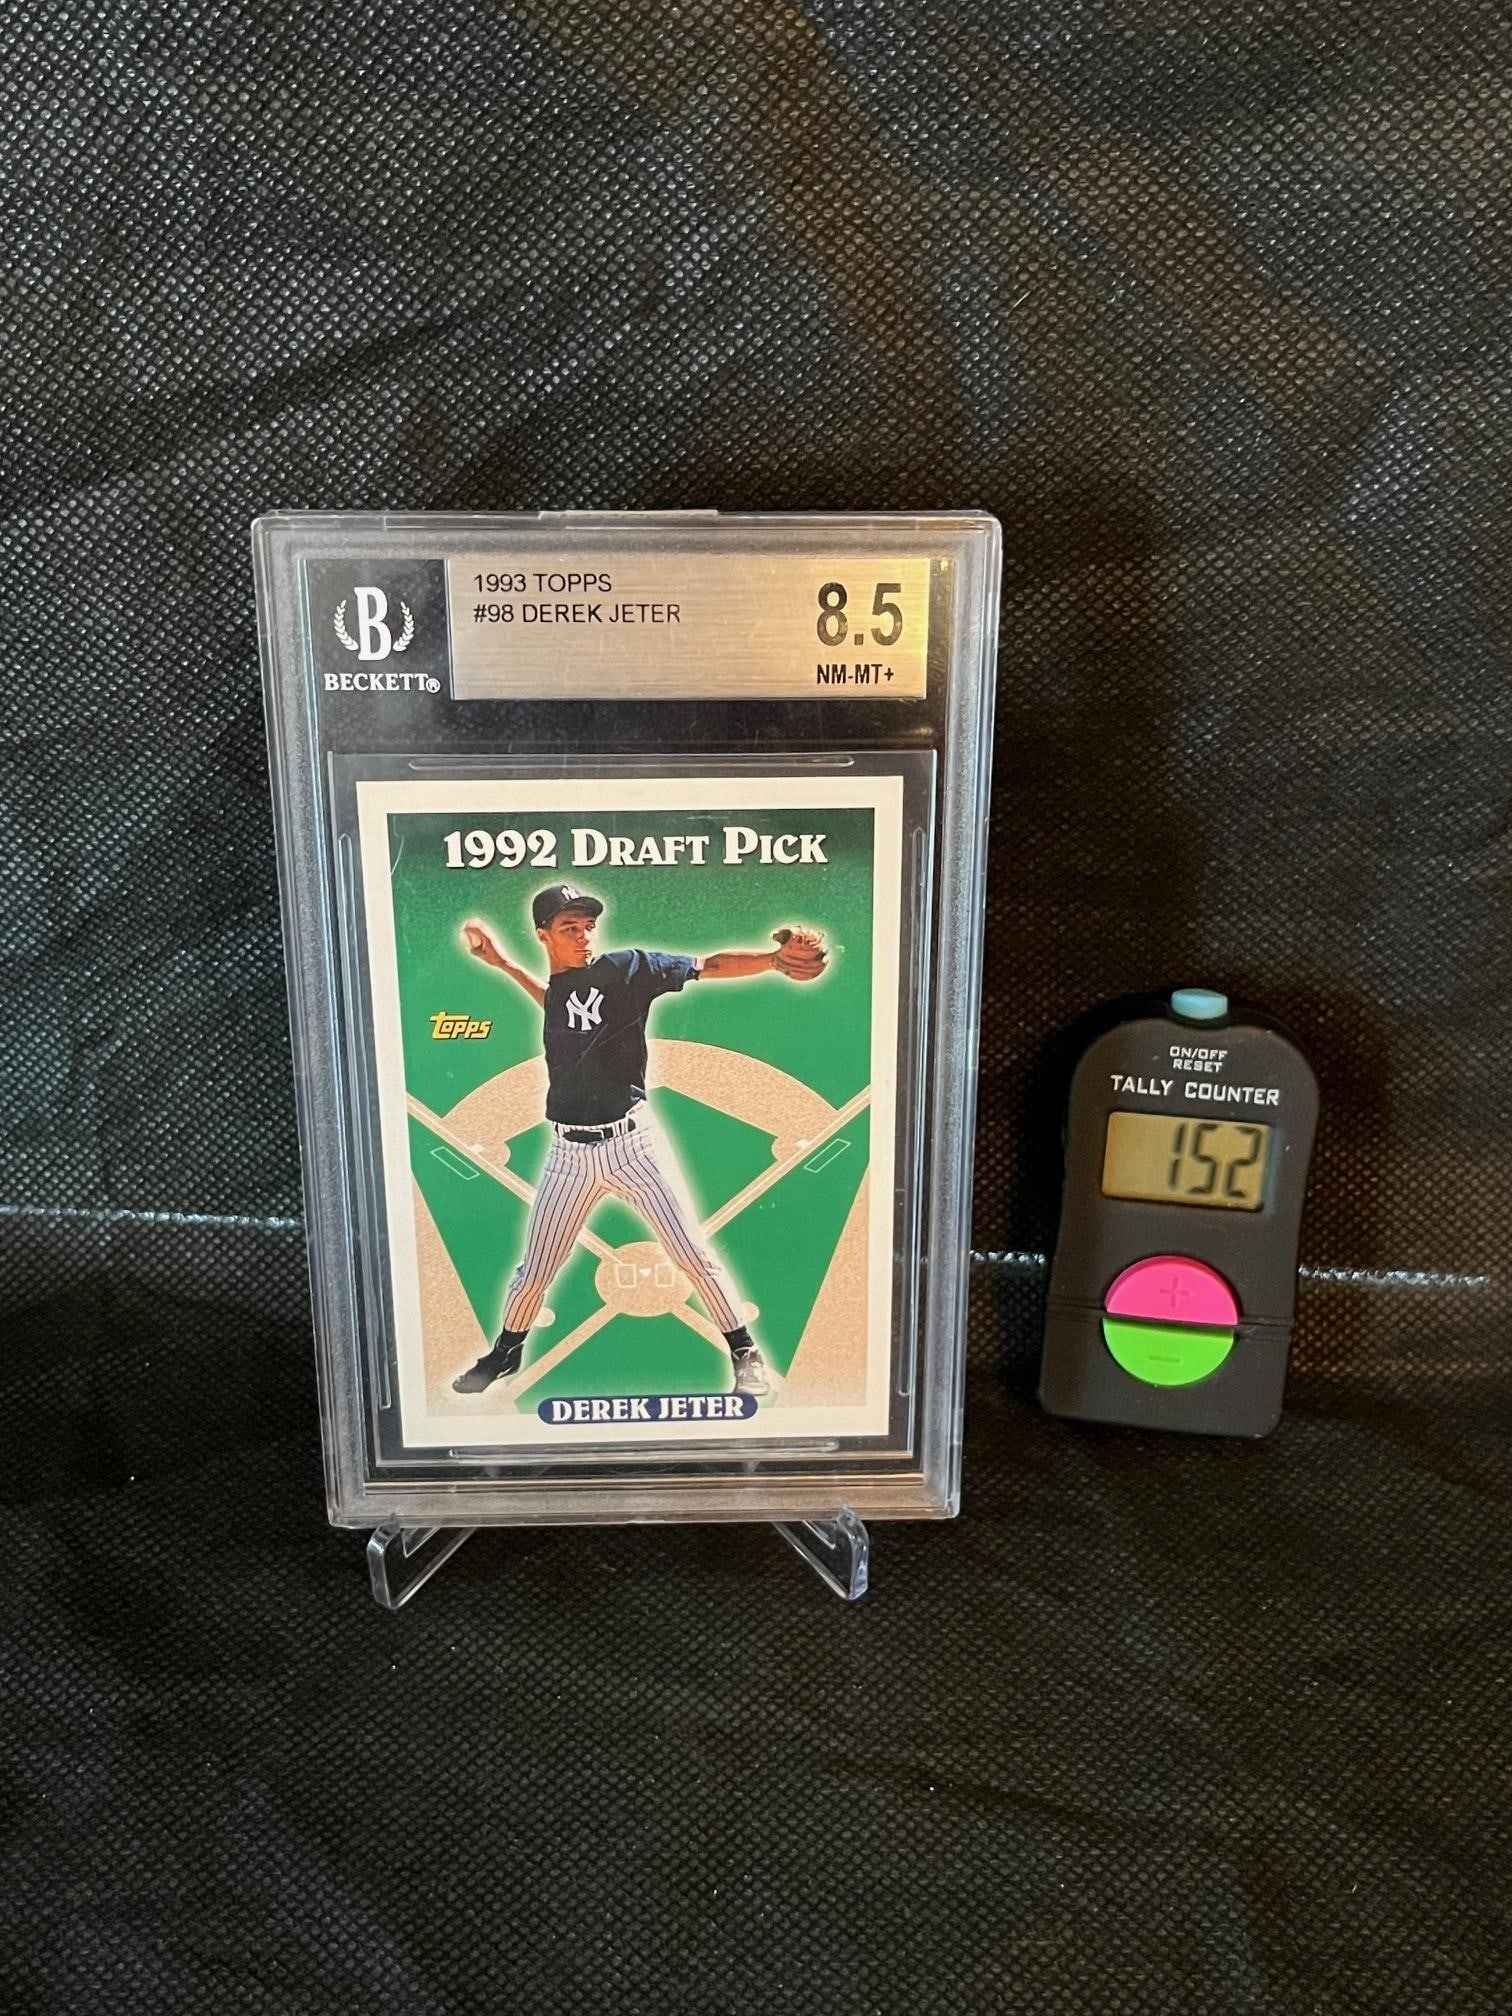 1993 TOPPS
#98 DEREK JETER
8.5
NM-MT+
B
BECKETT®
1992 DRAFT PICK
NY
NY
topps
DEREK JETER
ON/OFF
RESET
TALLY COUNTER
152
+
-